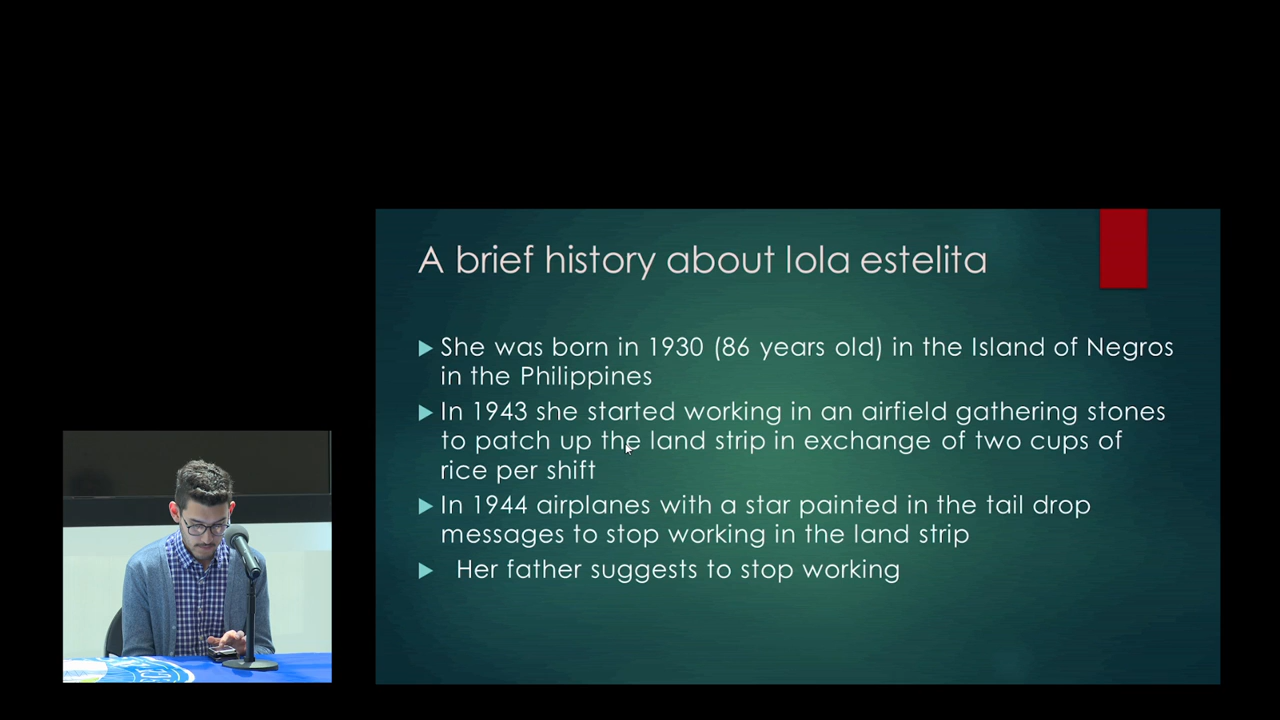 A brief history about lola estelita
She was born in 1930 (86 years old) in the Island of Negros
in the Philippines
In 1943 she started working in an airfield gathering stones
to patch up the land strip in exchange of two cups of
rice per shift
In 1944 airplanes with a star painted in the tail drop
messages to stop working in the land strip
Her father suggests to stop working